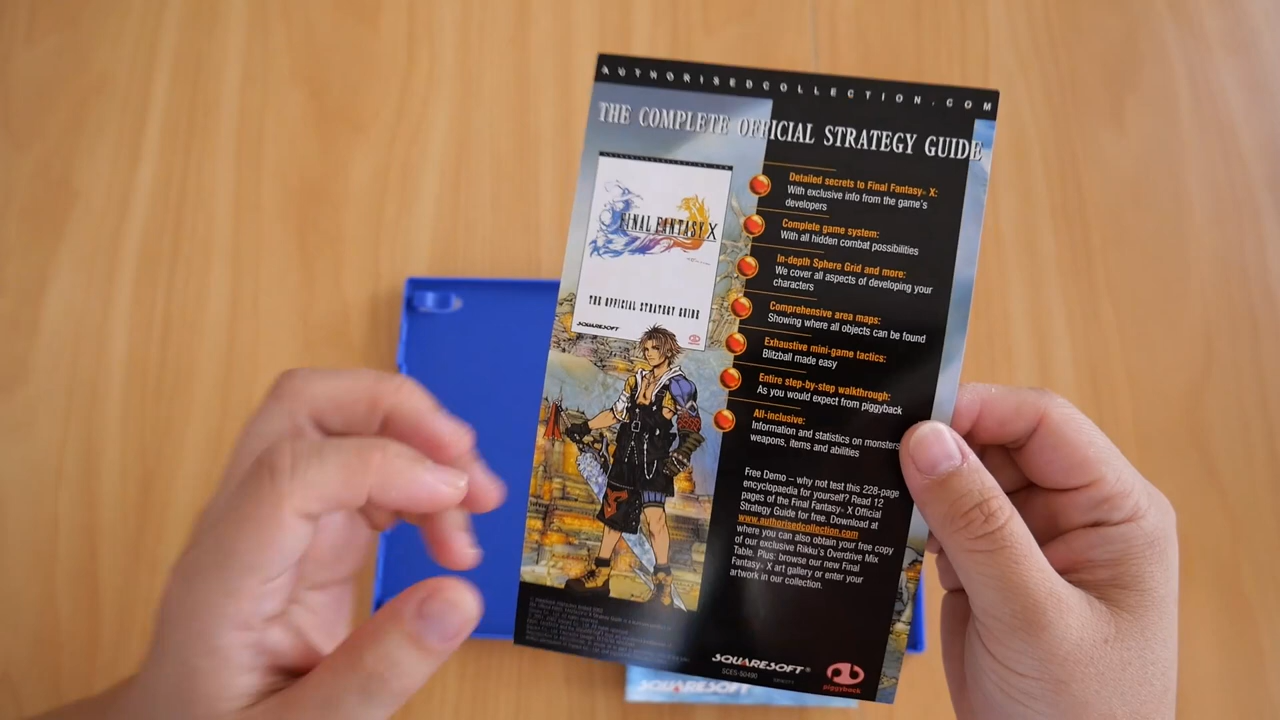 AUTHORISEDCOLLECTION.COM
THE COMPLETE OFFICIAL STRATEGY GUIDE
FINAL FANTASY X
THE OFFICIAL STRATEGY GUIDE
SQUARESOFT
Detailed secrets to Final Fantasy® X:
With exclusive info from the game's
developers
Complete game system:
With all hidden combat possibilities
In-depth Sphere Grid and more:
We cover all aspects of developing your
characters
Comprehensive area maps:
Showing where all objects can be found
Exhaustive mini-game tactics:
Blitzball made easy
Entire step-by-step walkthrough:
As you would expect from piggyback
All-inclusive:
Information and statistics on monsters
weapons, items and abilities
Free Demo – why not test this 228-page
encyclopaedia for yourself? Read 12
pages of the Final Fantasy® X Official
Strategy Guide for free. Download at
www.authorisedcollection.com
where you can also obtain your free copy
of our exclusive Rikku's Overdrive Mix
Table. Plus: browse our new Final
Fantasy® X art gallery or enter your
artwork in our collection.
SQUARESOFT®
SCES-50490
piggyback
SQUARESOFT